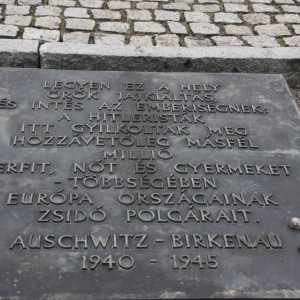 LEGYEN EZ A HELY
ÖRÖK JAJKIÁLTÁS
ÉS INTÉS AZ EMBERISÉGNEK.
A HITLERISTÁK
ITT GYILKOLTAK MEG
HOZZÁVETŐLEG MÁSFÉL
MILLIÓ
ÉRFIT, NŐT ÉS GYERMEKET
- TÖBBSÉGÉBEN
EURÓPA ORSZÁGAINAK
ZSIDÓ POLGÁRAIT.
AUSCHWITZ - BIRKENAU
1940 - 1945